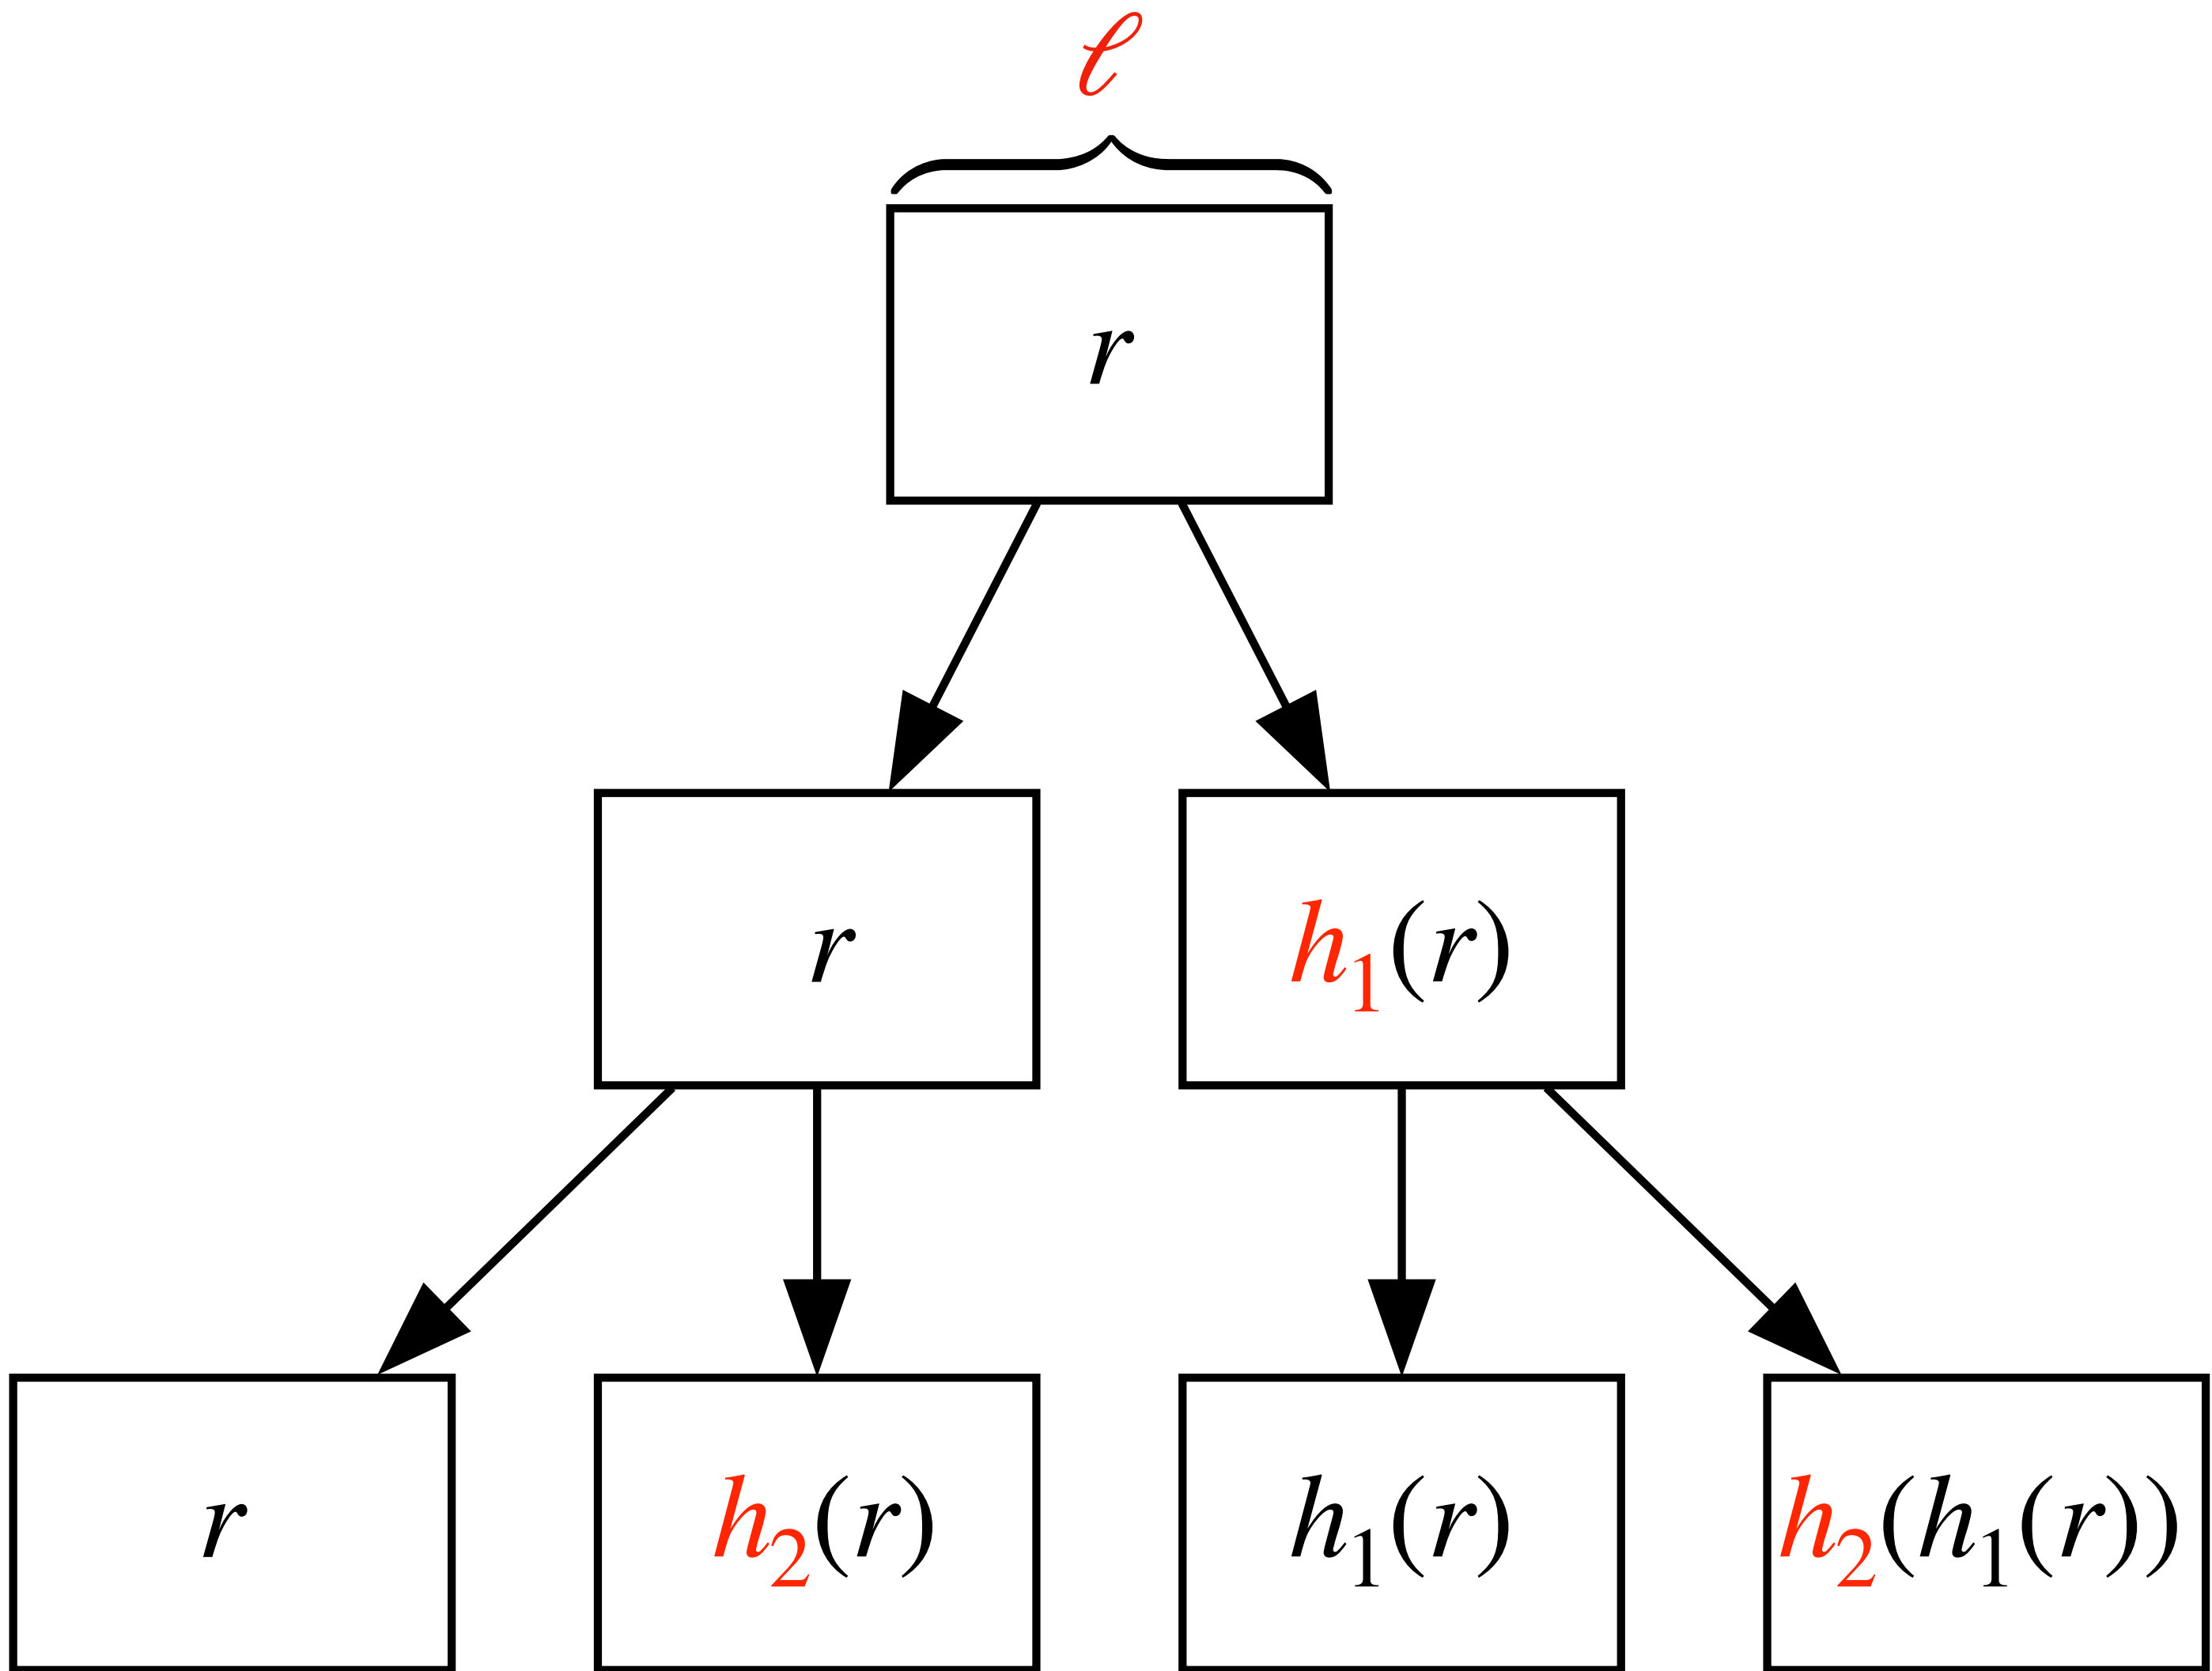 ℓ
r
r h₁(r)
r h₂(r) h₁(r) h₂(h₁(r))